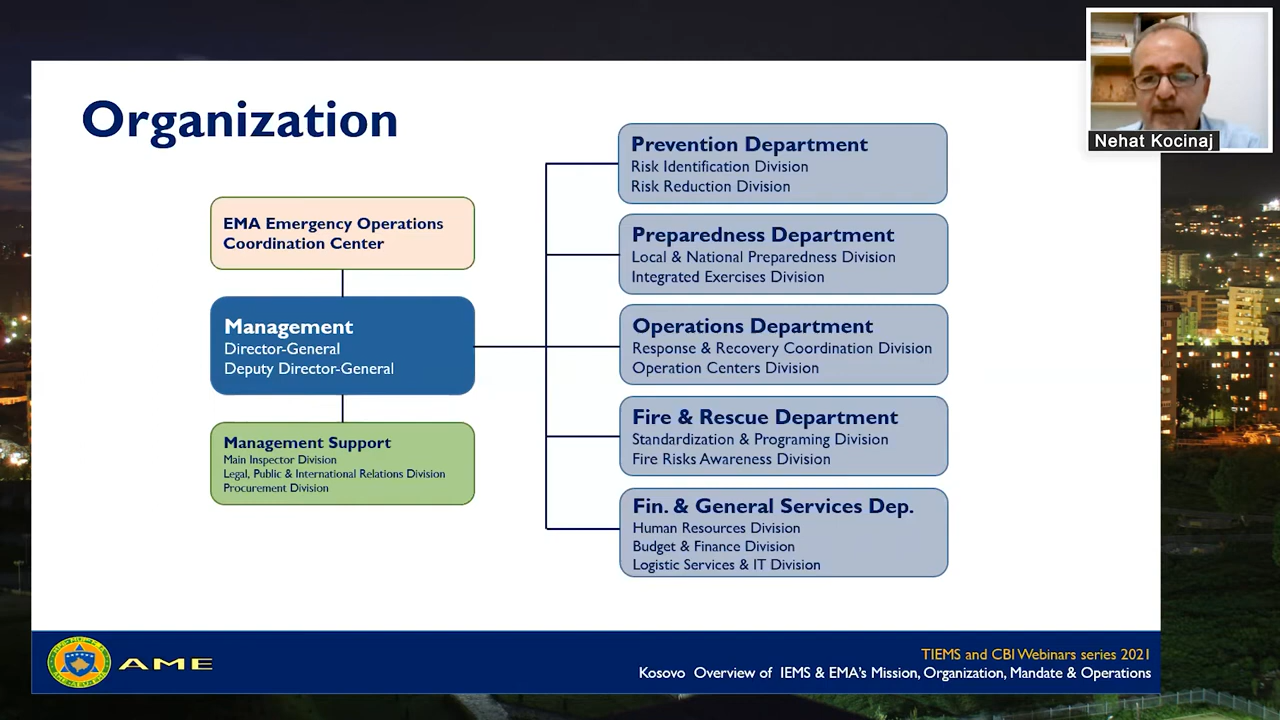 Organization
EMA Emergency Operations
Coordination Center
Management
Director-General
Deputy Director-General
Management Support
Main Inspector Division
Legal, Public & International Relations Division
Procurement Division
Prevention Department
Risk Identification Division
Risk Reduction Division
Preparedness Department
Local & National Preparedness Division
Integrated Exercises Division
Operations Department
Response & Recovery Coordination Division
Operation Centers Division
Fire & Rescue Department
Standardization & Programing Division
Fire Risks Awareness Division
Fin. & General Services Dep.
Human Resources Division
Budget & Finance Division
Logistic Services & IT Division
Nehat Kocinaj
AME
TIEMS and CBI Webinars series 2021
Kosovo Overview of IEMS & EMA's Mission, Organization, Mandate & Operations